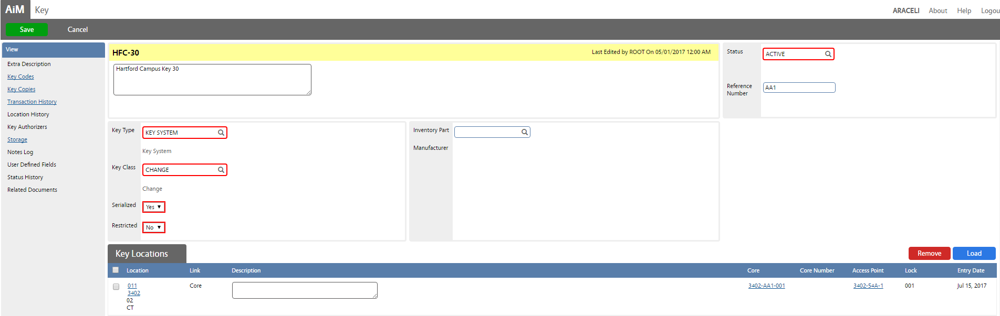 AiM Key ARACELI About Help Logou
Save Cancel
View
Extra Description
Key Codes
Key Copies
Transaction History
Location History
Key Authorizers
Storage
Notes Log
User Defined Fields
Status History
Related Documents
HFC-30 Last Edited by ROOT On 05/01/2017 12:00 AM
Hartford Campus Key 30
Status ACTIVE
Reference Number AA1
Key Type KEY SYSTEM
Key System
Key Class CHANGE
Change
Serialized Yes
Restricted No
Inventory Part
Manufacturer
Key Locations Remove Load
Location Link Description Core Core Number Access Point Lock Entry Date
011 Core 3402-AA1-001 3402-54A-1 001 Jul 15, 2017
3402
02
CT